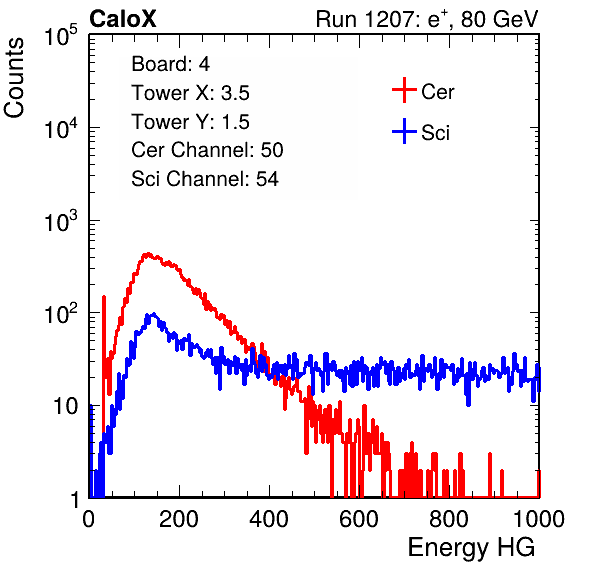 CaloX Run 1207: e⁺, 80 GeV
Counts
Board: 4
Tower X: 3.5
Tower Y: 1.5
Cer Channel: 50
Sci Channel: 54
Cer
Sci
10⁵
10⁴
10³
10²
10
1
0 200 400 600 800 1000
Energy HG